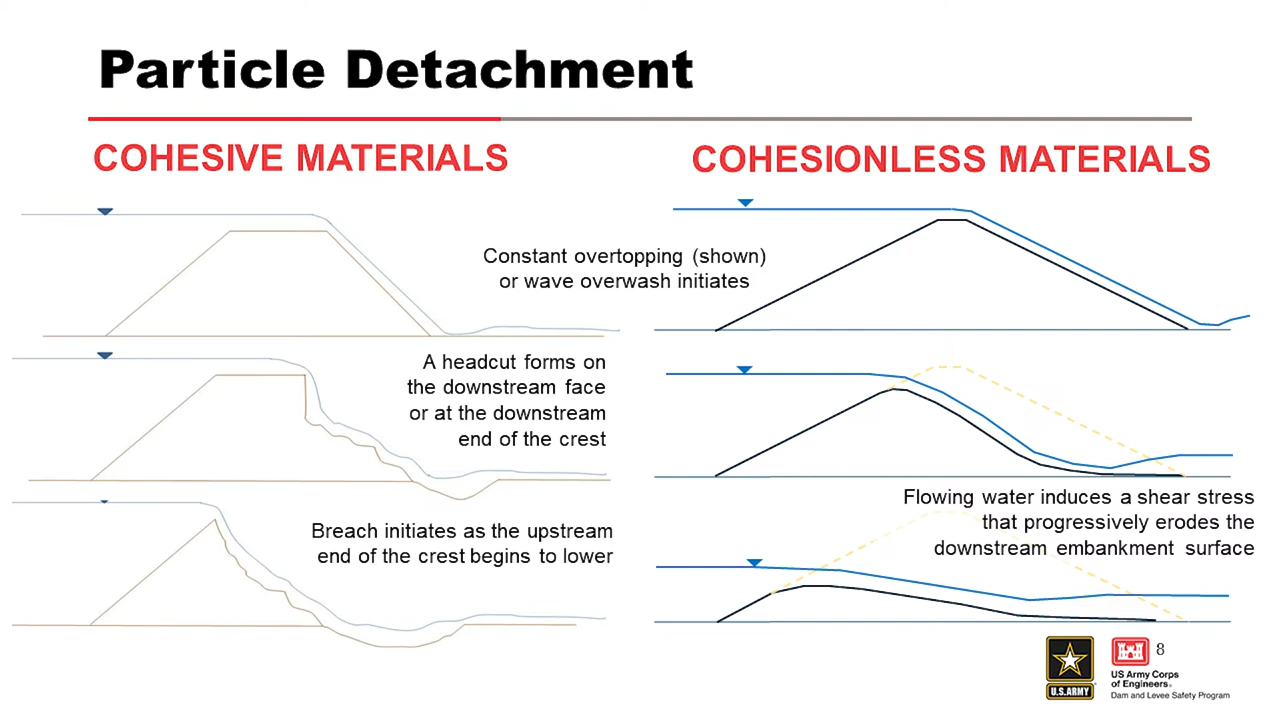 Particle Detachment
COHESIVE MATERIALS
COHESIONLESS MATERIALS
Constant overtopping (shown)
or wave overwash initiates
A headcut forms on
the downstream face
or at the downstream
end of the crest
Breach initiates as the upstream
end of the crest begins to lower
Flowing water induces a shear stress
that progressively erodes the
downstream embankment surface
8
U.S.ARMY
US Army Corps
of Engineers®
Dam and Levee Safety Program